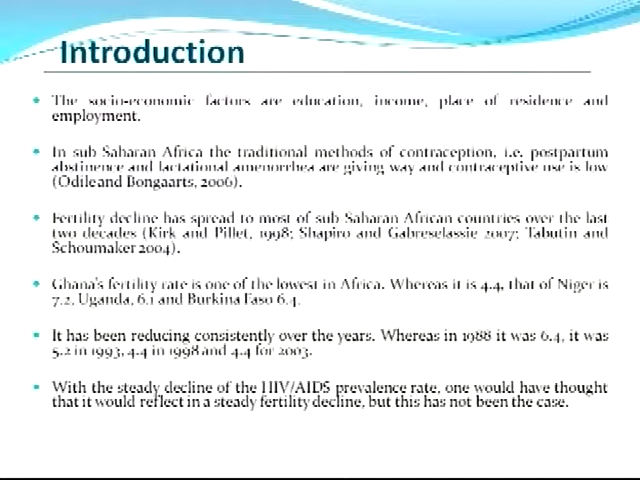 Introduction
The socio-economic factors are education, income, place of residence and
employment.
In sub Saharan Africa the traditional methods of contraception, i.e. postpartum
abstinence and lactational amenorrhea are giving way and contraceptive use is low
(Odile and Bongaarts, 2006).
Fertility decline has spread to most of sub Saharan African countries over the last
two decades (Kirk and Pillet, 1998; Shapiro and Gabreselassie 2007; Tabutin and
Schoumaker 2004).
Ghana's fertility rate is one of the lowest in Africa. Whereas it is 4.4, that of Niger is
7.2, Uganda, 6.1 and Burkina Faso 6.4.
It has been reducing consistently over the years. Whereas in 1988 it was 6.4, it was
5.2 in 1993, 4.4 in 1998 and 4.4 for 2003.
With the steady decline of the HIV/AIDS prevalence rate, one would have thought
that it would reflect in a steady fertility decline, but this has not been the case.